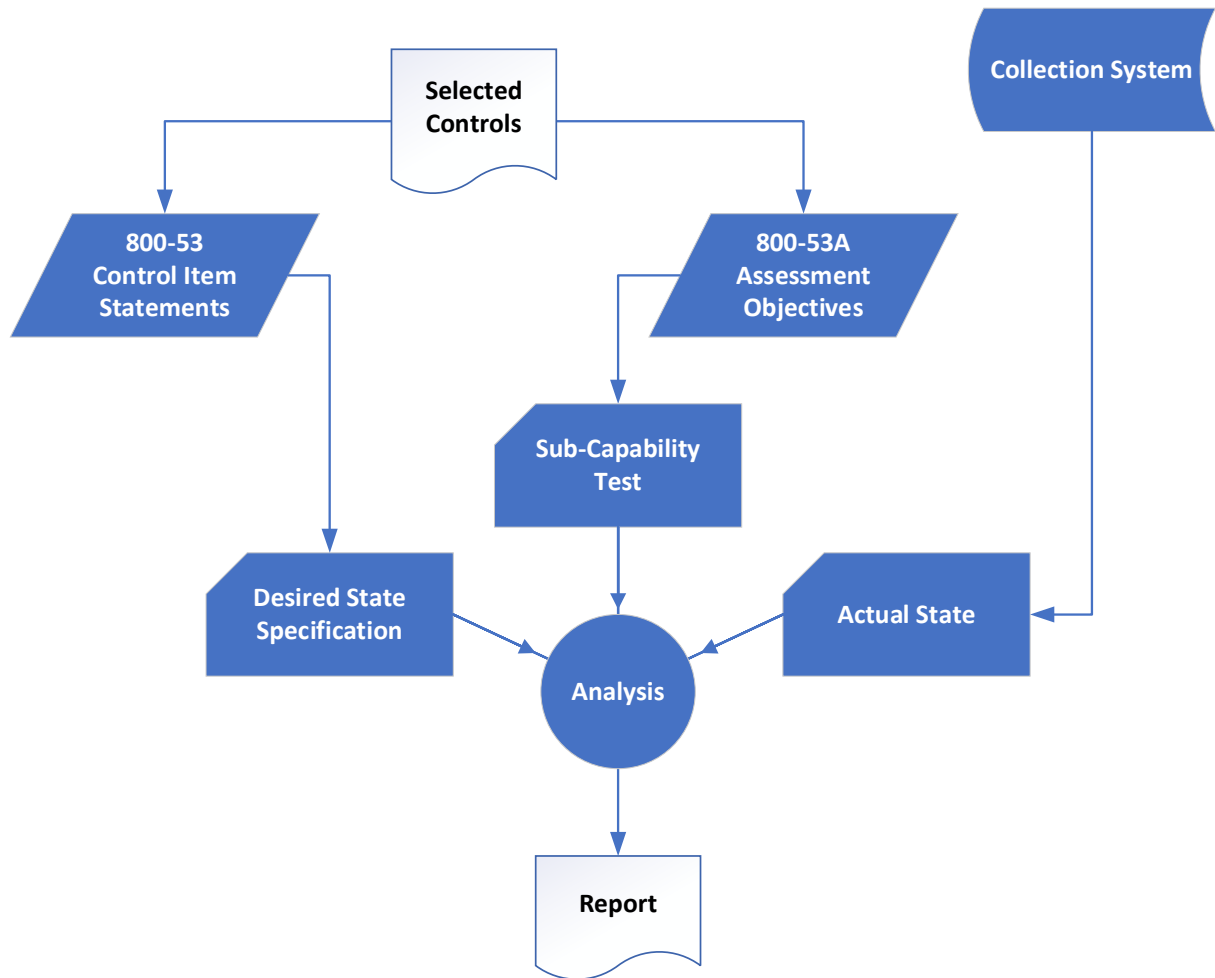 Selected
Controls
Collection System
800-53
Control Item
Statements
800-53A
Assessment
Objectives
Sub-Capability
Test
Desired State
Specification
Actual State
Analysis
Report